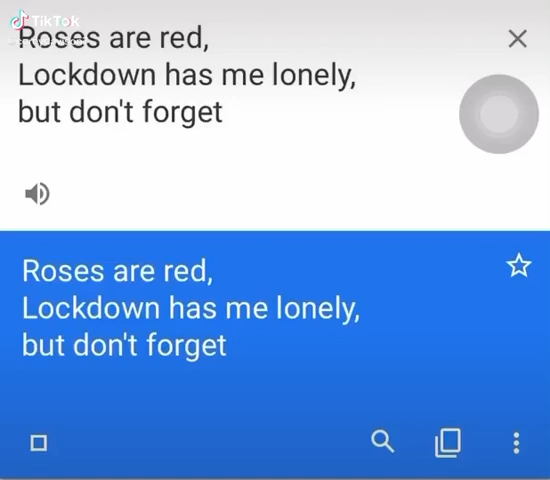 TikTok
Roses are red,
Lockdown has me lonely,
but don't forget
Roses are red,
Lockdown has me lonely,
but don't forget